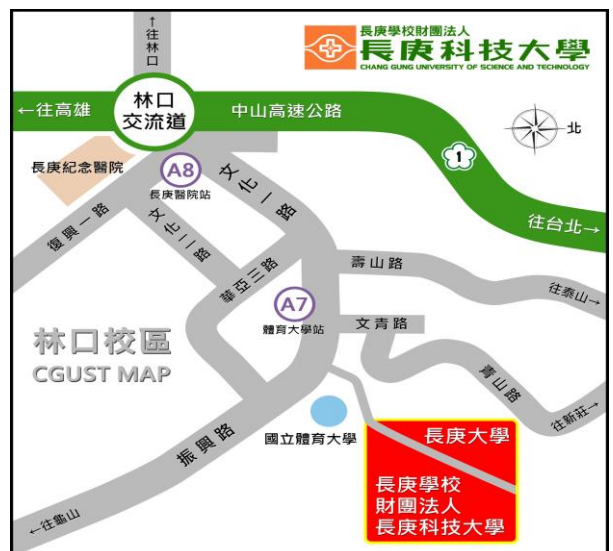 ↑往林口
長庚學校財團法人
長庚科技大學
CHANG GUNG UNIVERSITY OF SCIENCE AND TECHNOLOGY
←往高雄
林口
交流道
中山高速公路
北
1
長庚紀念醫院
A8
長庚醫院站
文化一路
復興一路
文化二路
往台北→
華亞三路
壽山路
往泰山→
A7
體育大學站
文青路
林口校區
CGUST MAP
青山路
往新莊→
振興路
國立體育大學
長庚大學
長庚學校
財團法人
長庚科技大學
←往龜山